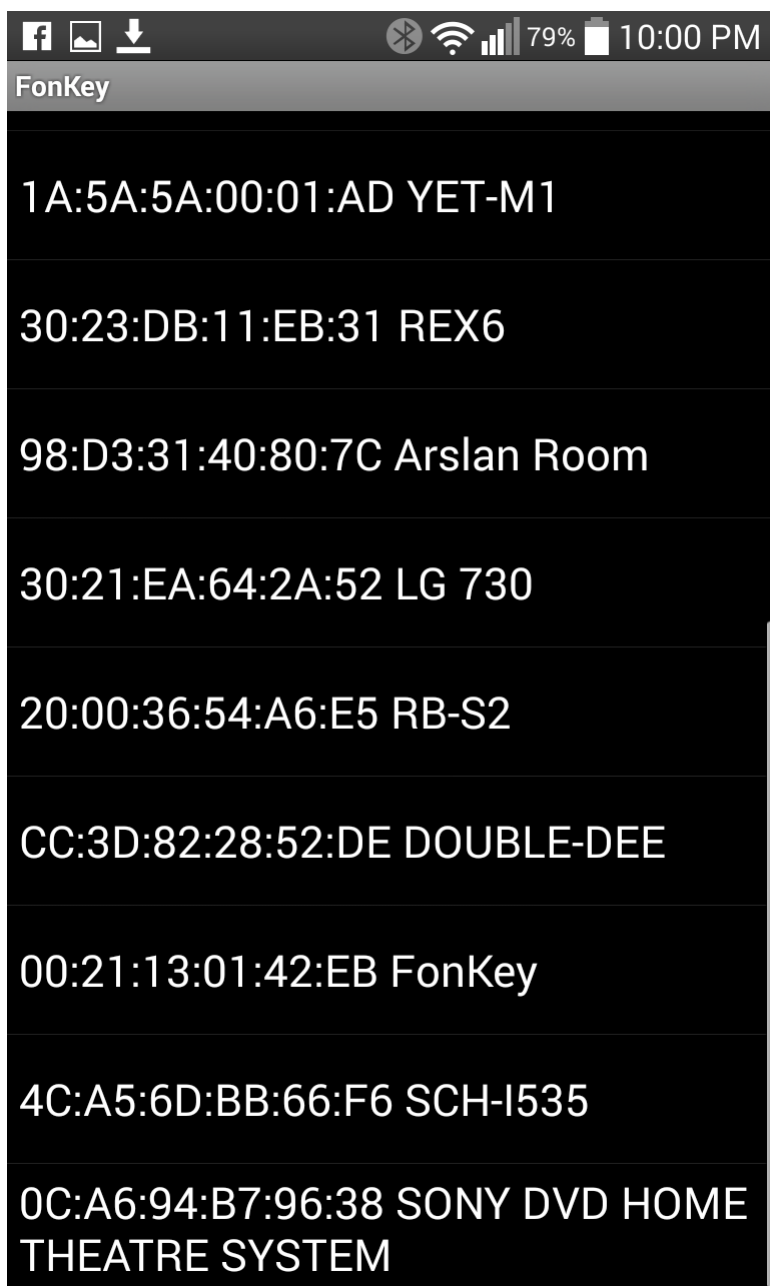 79% 10:00 PM
FonKey
1A:5A:5A:00:01:AD YET-M1
30:23:DB:11:EB:31 REX6
98:D3:31:40:80:7C Arslan Room
30:21:EA:64:2A:52 LG 730
20:00:36:54:A6:E5 RB-S2
CC:3D:82:28:52:DE DOUBLE-DEE
00:21:13:01:42:EB FonKey
4C:A5:6D:BB:66:F6 SCH-I535
0C:A6:94:B7:96:38 SONY DVD HOME
THEATRE SYSTEM